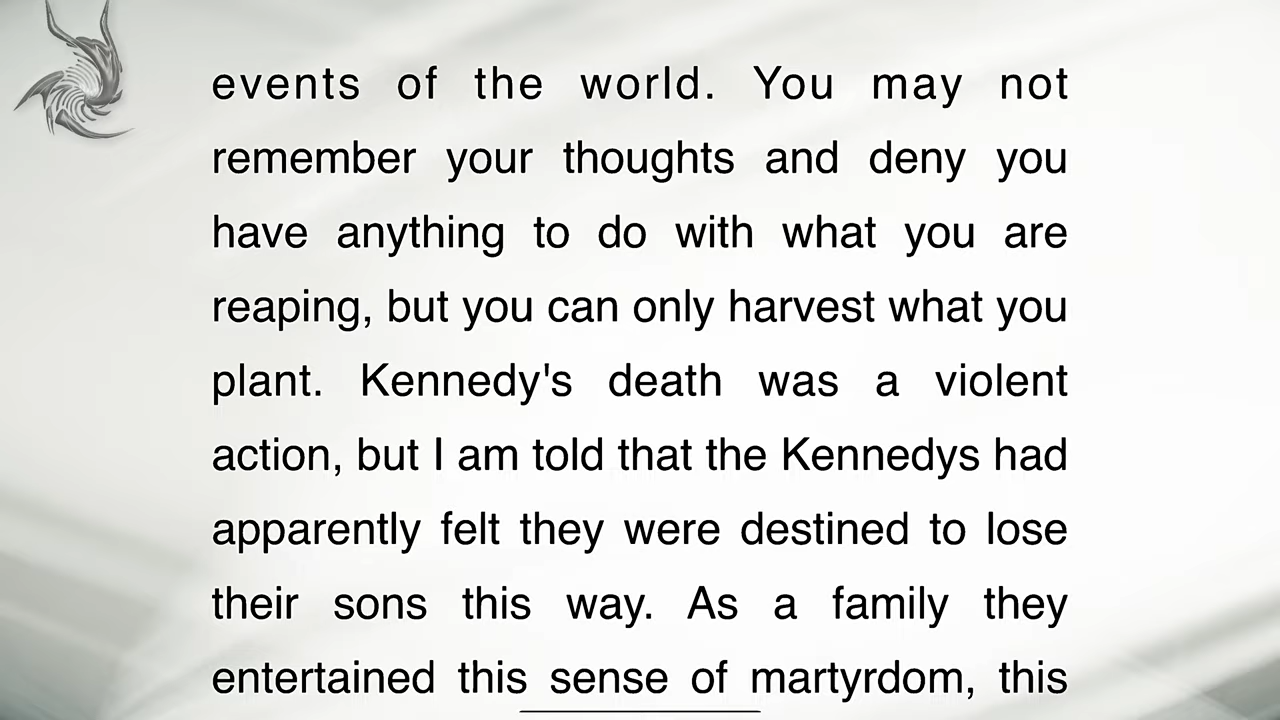 events of the world. You may not
remember your thoughts and deny you
have anything to do with what you are
reaping, but you can only harvest what you
plant. Kennedy's death was a violent
action, but I am told that the Kennedys had
apparently felt they were destined to lose
their sons this way. As a family they
entertained this sense of martyrdom, this